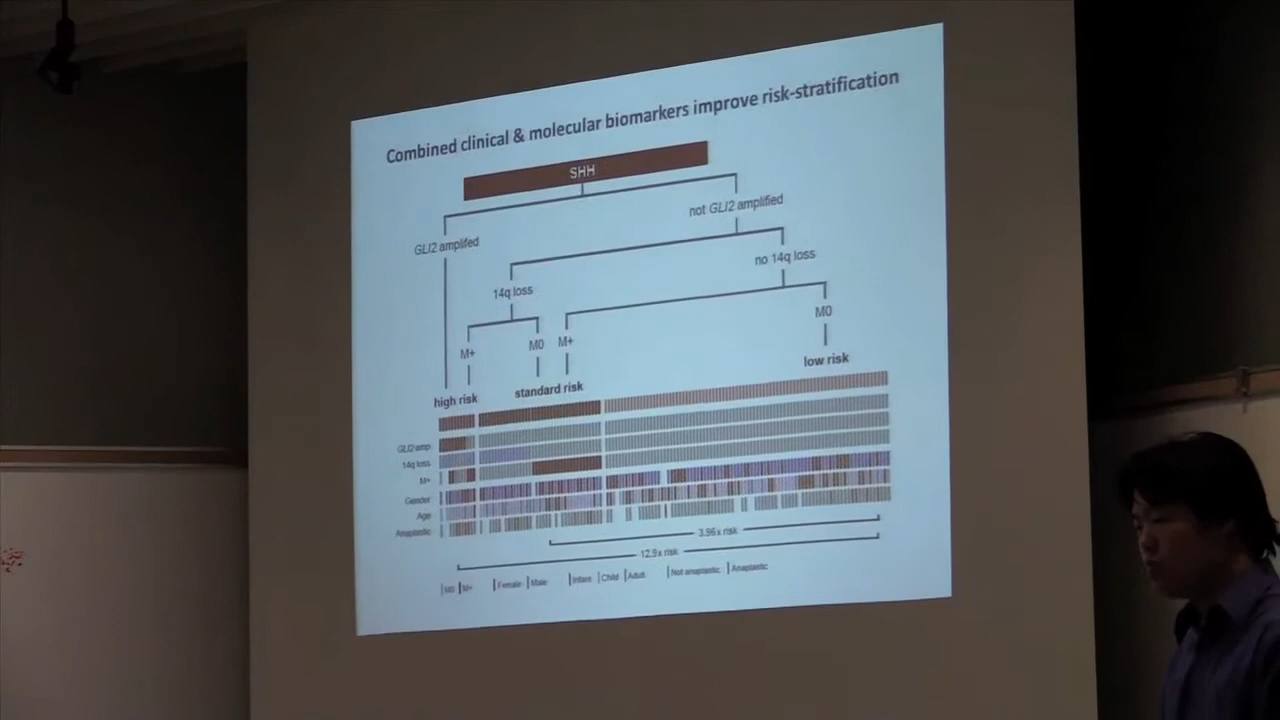 Combined clinical & molecular biomarkers improve risk-stratification
SHH
not GLI2 amplified
GLI2 amplifed
no 14q loss
14q loss
M0
M0
M+
M+
low risk
standard risk
high risk
GLI2 amp
14q loss
M+
Gender
Age
Anaplastic
3.96x risk
12.9x risk
M0 M+ Female Male Infant Child Adult Not anaplastic Anaplastic